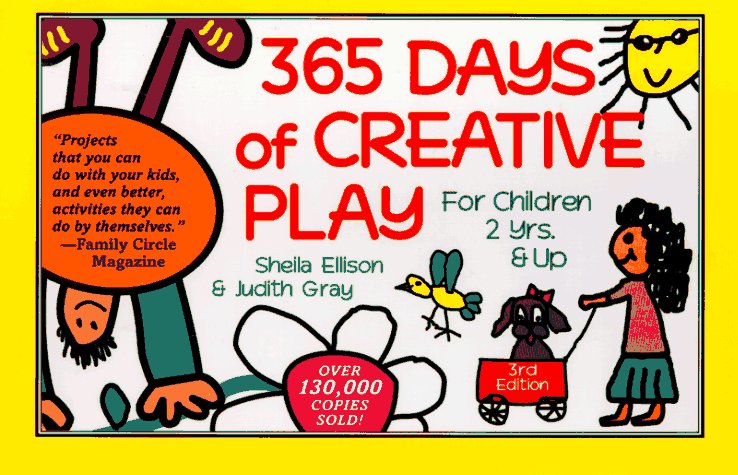 365 DAYS
of CREATIVE
PLAY
For Children
2 Yrs.
& Up
Sheila Ellison
& Judith Gray
"Projects
that you can
do with your kids,
and even better,
activities they can
do by themselves."
—Family Circle
Magazine
OVER
130,000
COPIES
SOLD!
3rd
Edition